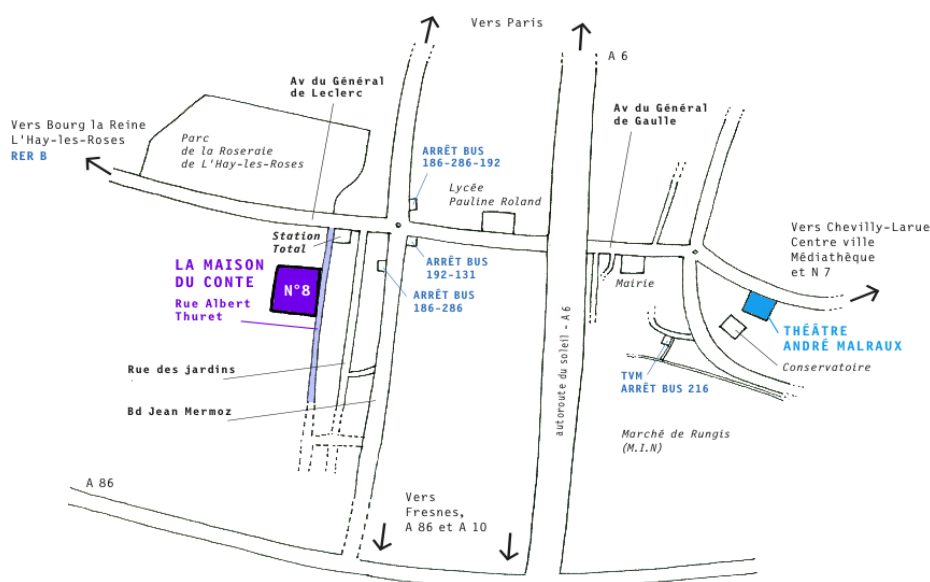 Vers Paris
A 6
Av du Général
de Leclerc
Av du Général
de Gaulle
Vers Bourg la Reine
L'Hay-les-Roses
RER B
Parc
de la Roseraie
de L'Hay-les-Roses
ARRÊT BUS
186-286-192
Lycée
Pauline Roland
Vers Chevilly-Larue
Centre ville
Médiathèque
et N 7
Station
Total
ARRÊT BUS
192-131
LA MAISON
DU CONTE
N°8
Rue Albert
Thuret
ARRÊT BUS
186-286
Mairie
THÉÂTRE
ANDRÉ MALRAUX
Conservatoire
autoroute du soleil - A 6
TVM
ARRÊT BUS 216
Rue des jardins
Bd Jean Mermoz
Marché de Rungis
(M.I.N)
A 86
Vers
Fresnes,
A 86 et A 10